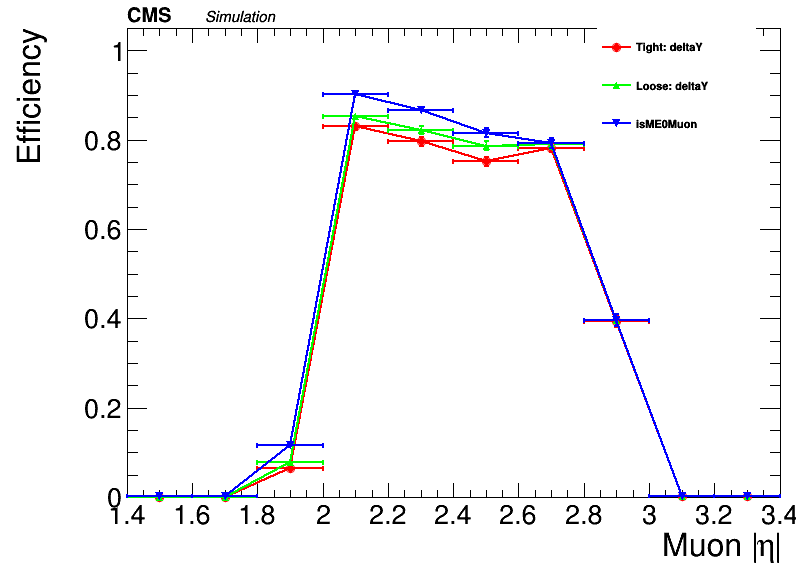 CMS Simulation
Efficiency
1
0.8
0.6
0.4
0.2
0
Tight: deltaY
Loose: deltaY
isME0Muon
1.4 1.6 1.8 2 2.2 2.4 2.6 2.8 3 3.2 3.4
Muon |η|